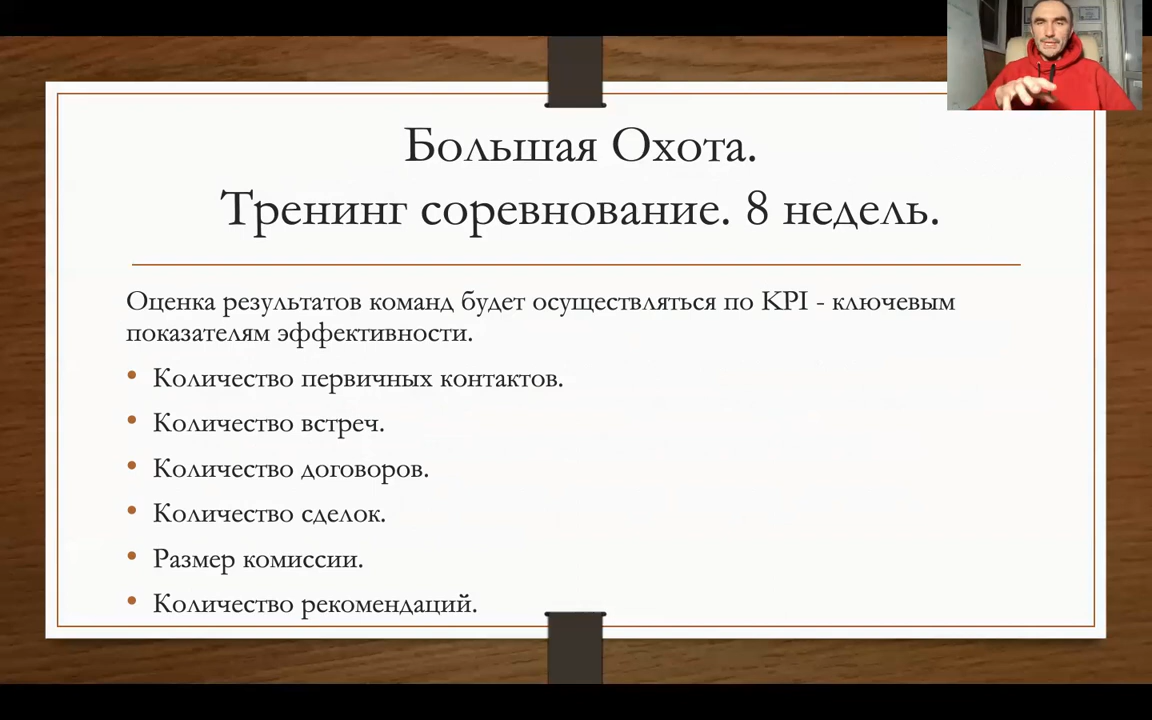 Большая Охота.
Тренинг соревнование. 8 недель.
Оценка результатов команд будет осуществляться по KPI - ключевым
показателям эффективности.
• Количество первичных контактов.
• Количество встреч.
• Количество договоров.
• Количество сделок.
• Размер комиссии.
• Количество рекомендаций.